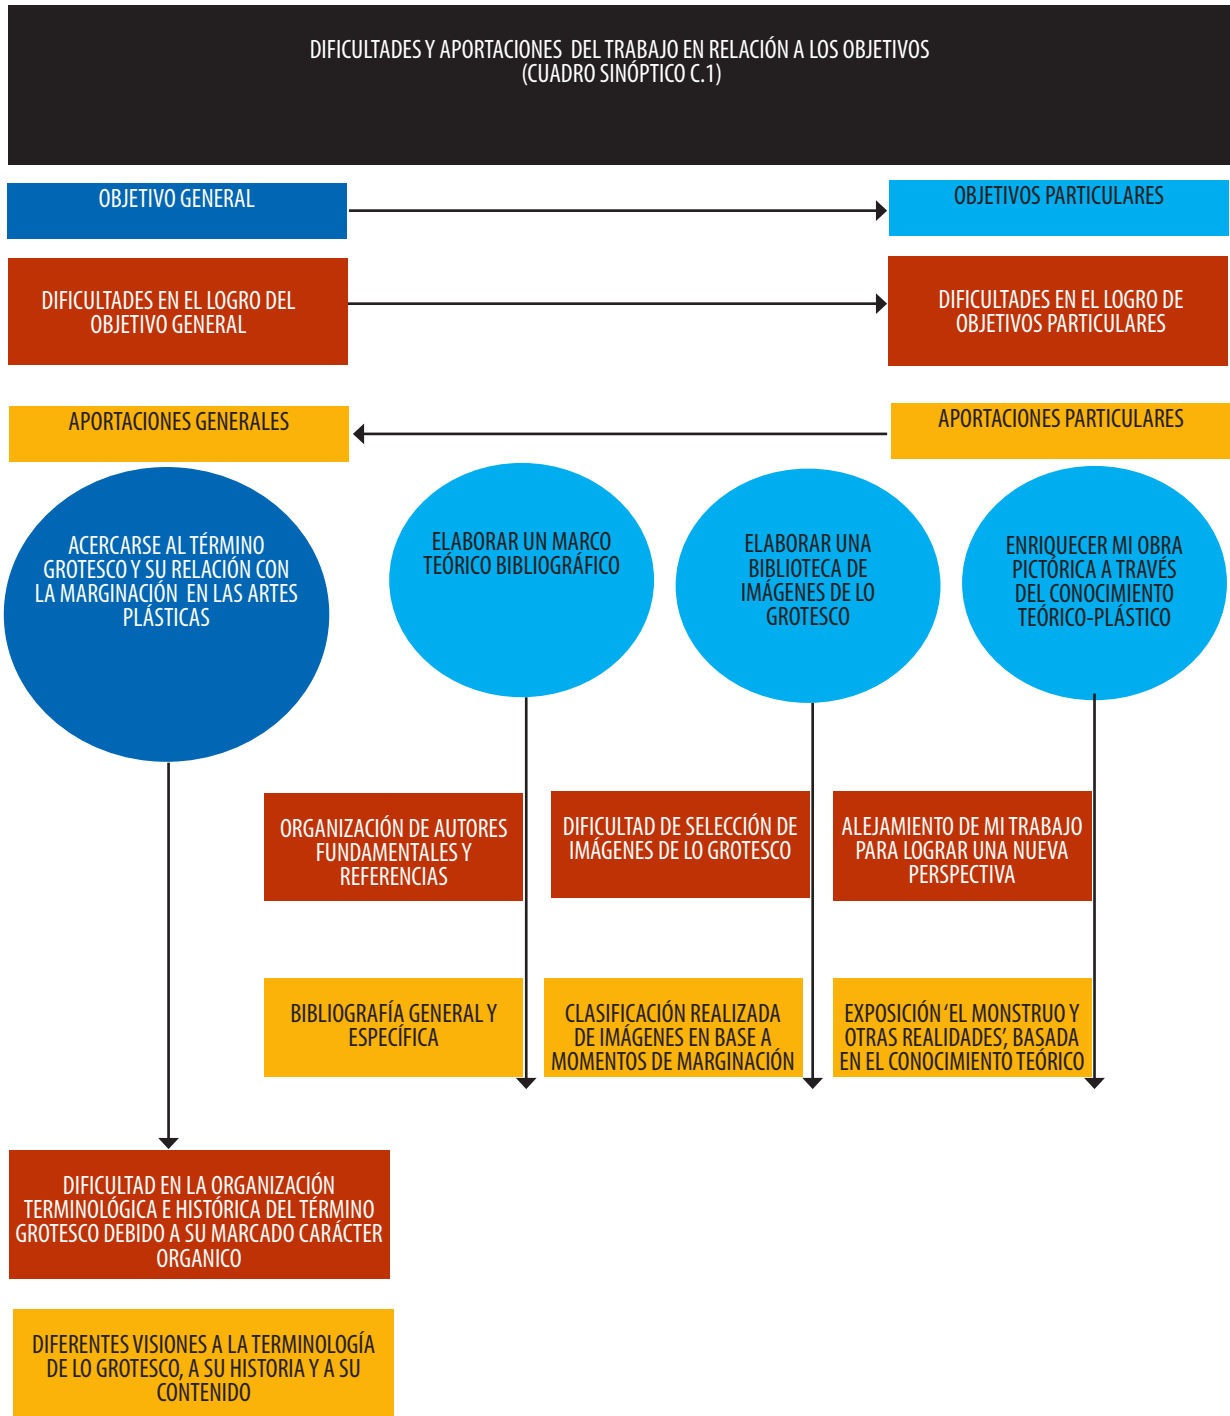 DIFICULTADES Y APORTACIONES DEL TRABAJO EN RELACIÓN A LOS OBJETIVOS
(CUADRO SINÓPTICO C.1)
OBJETIVO GENERAL
OBJETIVOS PARTICULARES
DIFICULTADES EN EL LOGRO DEL
OBJETIVO GENERAL
DIFICULTADES EN EL LOGRO DE
OBJETIVOS PARTICULARES
APORTACIONES GENERALES
APORTACIONES PARTICULARES
ACERCARSE AL TÉRMINO
GROTESCO Y SU RELACIÓN CON
LA MARGINACIÓN EN LAS ARTES
PLÁSTICAS
ELABORAR UN MARCO
TEÓRICO BIBLIOGRÁFICO
ELABORAR UNA
BIBLIOTECA DE
IMÁGENES DE LO
GROTESCO
ENRIQUECER MI OBRA
PICTÓRICA A TRAVÉS
DEL CONOCIMIENTO
TEÓRICO-PLÁSTICO
ORGANIZACIÓN DE AUTORES
FUNDAMENTALES Y
REFERENCIAS
DIFICULTAD DE SELECCIÓN DE
IMÁGENES DE LO GROTESCO
ALEJAMIENTO DE MI TRABAJO
PARA LOGRAR UNA NUEVA
PERSPECTIVA
BIBLIOGRAFÍA GENERAL Y
ESPECÍFICA
CLASIFICACIÓN REALIZADA
DE IMÁGENES EN BASE A
MOMENTOS DE MARGINACIÓN
EXPOSICIÓN ‘EL MONSTRUO Y
OTRAS REALIDADES’, BASADA
EN EL CONOCIMIENTO TEÓRICO
DIFICULTAD EN LA ORGANIZACIÓN
TERMINOLÓGICA E HISTÓRICA DEL TÉRMINO
GROTESCO DEBIDO A SU MARCADO CARÁCTER
ORGANICO
DIFERENTES VISIONES A LA TERMINOLOGÍA
DE LO GROTESCO, A SU HISTORIA Y A SU
CONTENIDO